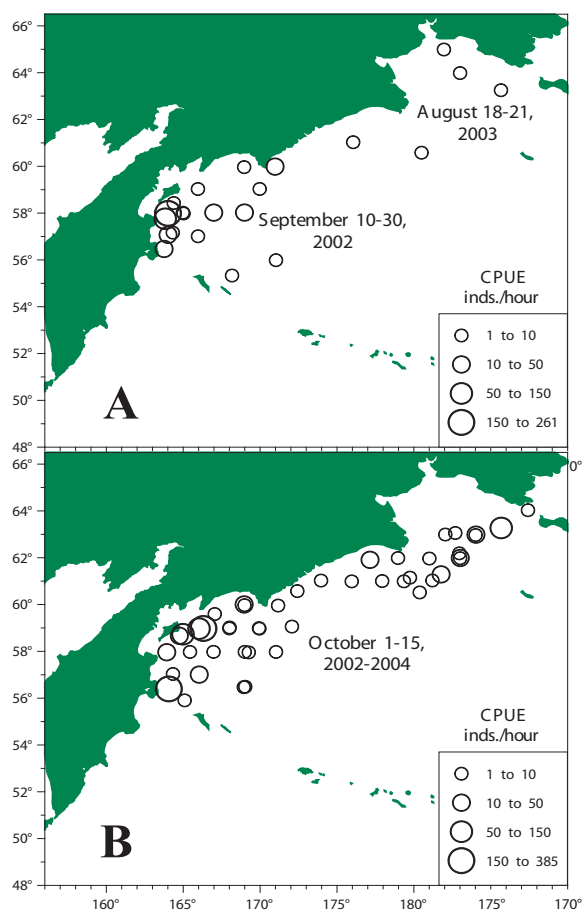 66°
64°
62°
60°
58°
56°
54°
52°
50°
48°
August 18-21,
2003
September 10-30,
2002
CPUE
inds./hour
1 to 10
10 to 50
50 to 150
150 to 261
A
66°
64°
62°
60°
58°
56°
54°
52°
50°
48°
0°
October 1-15,
2002-2004
CPUE
inds./hour
1 to 10
10 to 50
50 to 150
150 to 385
B
160° 165° 170° 175° 180° 175° 170°